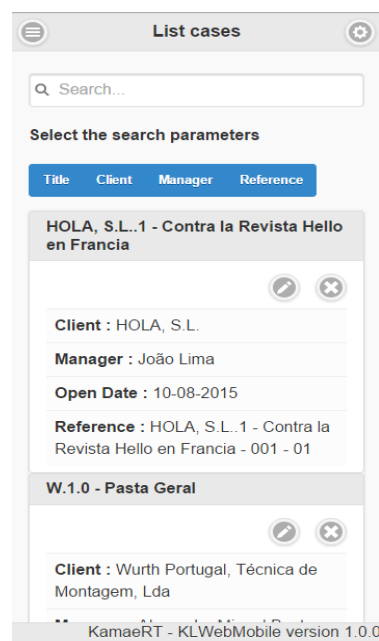 List cases
Search...
Select the search parameters
Title Client Manager Reference
HOLA, S.L..1 - Contra la Revista Hello
en Francia
Client : HOLA, S.L.
Manager : João Lima
Open Date : 10-08-2015
Reference : HOLA, S.L..1 - Contra la
Revista Hello en Francia - 001 - 01
W.1.0 - Pasta Geral
Client : Wurth Portugal, Técnica de
Montagem, Lda
KamaeRT - KLWebMobile version 1.0.0